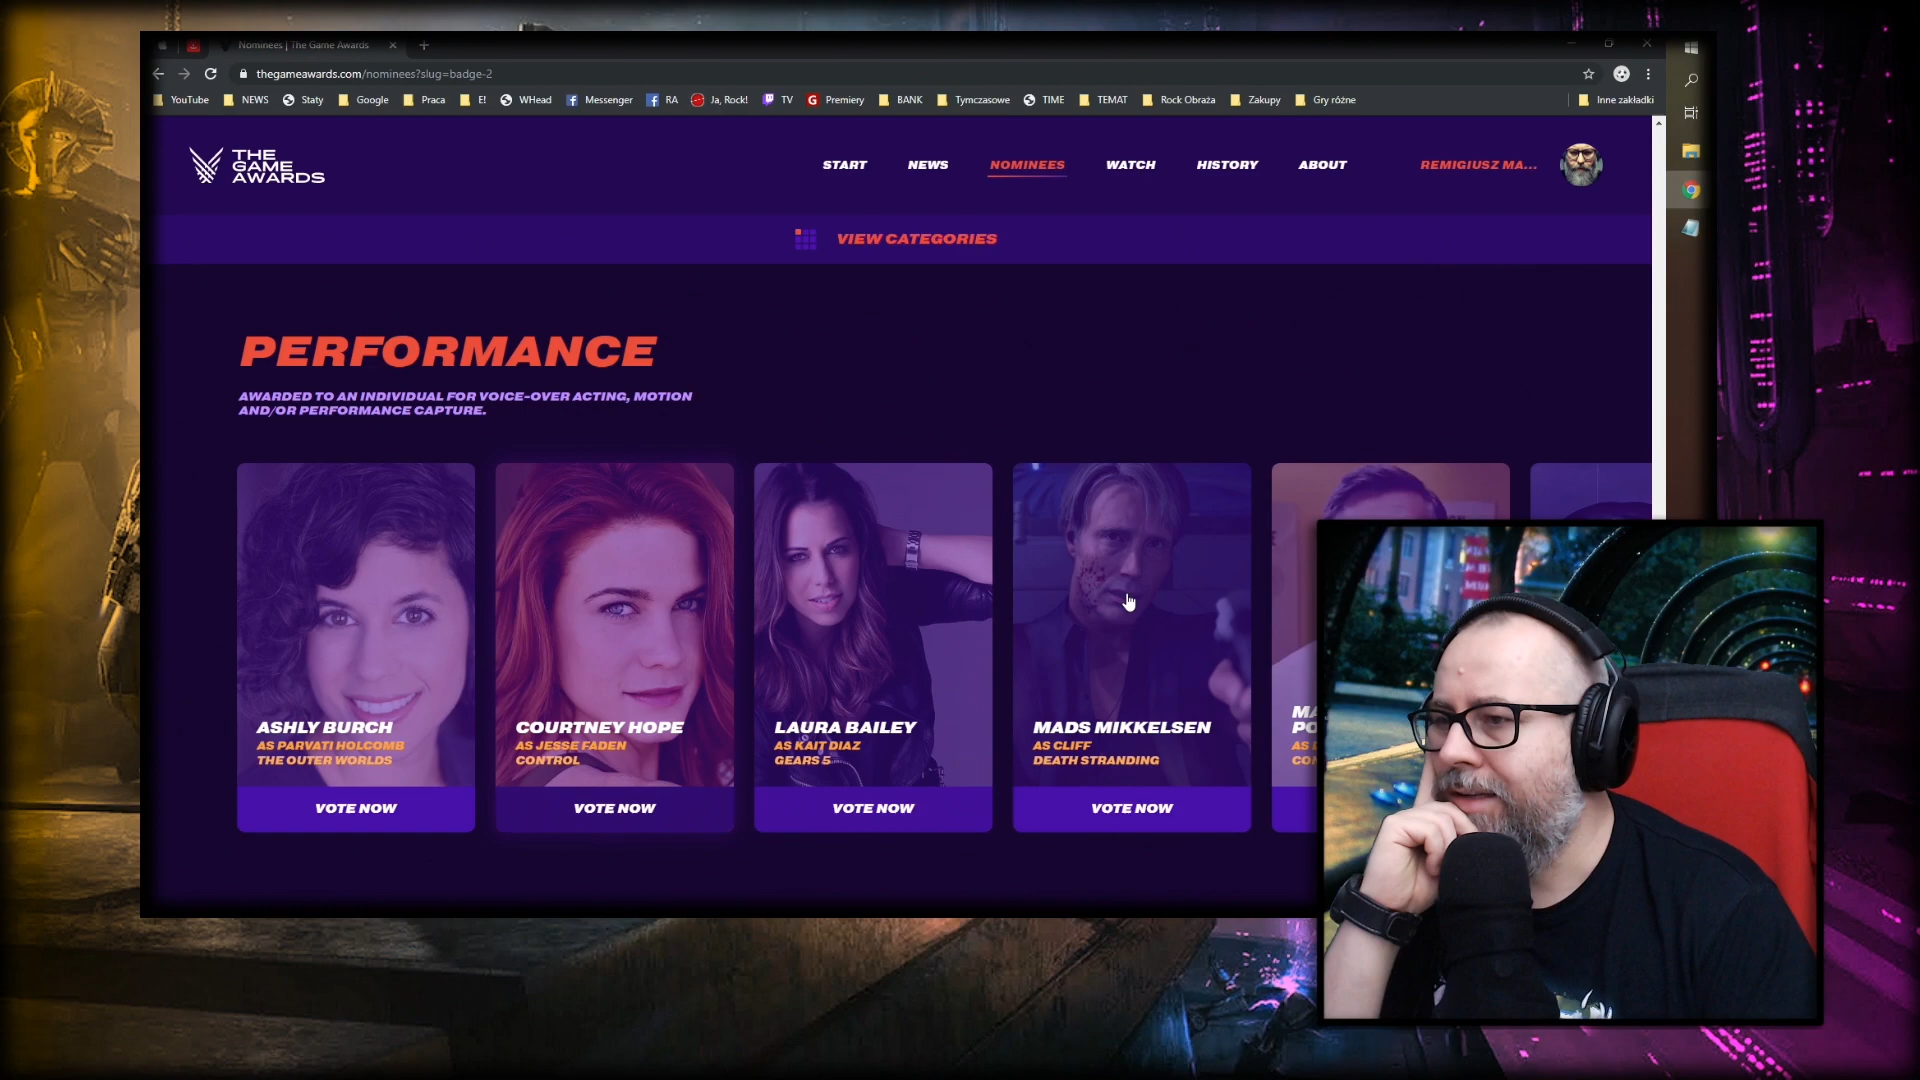 Nominees | The Game Awards
thegameawards.com/nominees?slug=badge-2
YouTube NEWS Staty Google Praca E! WHead Messenger RA Ja, Rock! TV Premiery BANK Tymczasowe TIME TEMAT Rock Obraża Zakupy Gry różne Inne zakładki
THE
GAME
AWARDS
START NEWS NOMINEES WATCH HISTORY ABOUT REMIGIUSZ MA...
VIEW CATEGORIES
PERFORMANCE
AWARDED TO AN INDIVIDUAL FOR VOICE-OVER ACTING, MOTION
AND/OR PERFORMANCE CAPTURE.
ASHLY BURCH
AS PARVATI HOLCOMB
THE OUTER WORLDS
VOTE NOW
COURTNEY HOPE
AS JESSE FADEN
CONTROL
VOTE NOW
LAURA BAILEY
AS KAIT DIAZ
GEARS 5
VOTE NOW
MADS MIKKELSEN
AS CLIFF
DEATH STRANDING
VOTE NOW